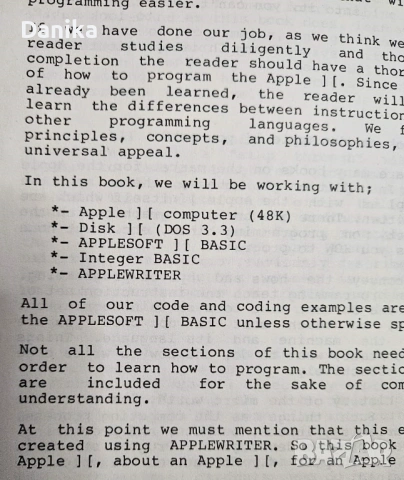 programming easier.
Danika
If we have done our job, as we think we
reader studies diligently and
completion the reader should have a
of how to program the Apple ][. Since
already been learned, the reader will
learn the differences between
other programming languages. We
principles, concepts, and philosophies,
universal appeal.
In this book, we will be working with;
*- Apple ][ computer (48K)
*- Disk ][ (DOS 3.3)
*- APPLESOFT ][ BASIC
*- Integer BASIC
*- APPLEWRITER
All of our code and coding examples are
the APPLESOFT ][ BASIC unless otherwise
Not all the sections of this book need
order to learn how to program. The
are included for the sake of
understanding.
At this point we must mention that this
created using APPLEWRITER. So this book
Apple ][, about an Apple ][, for an Apple